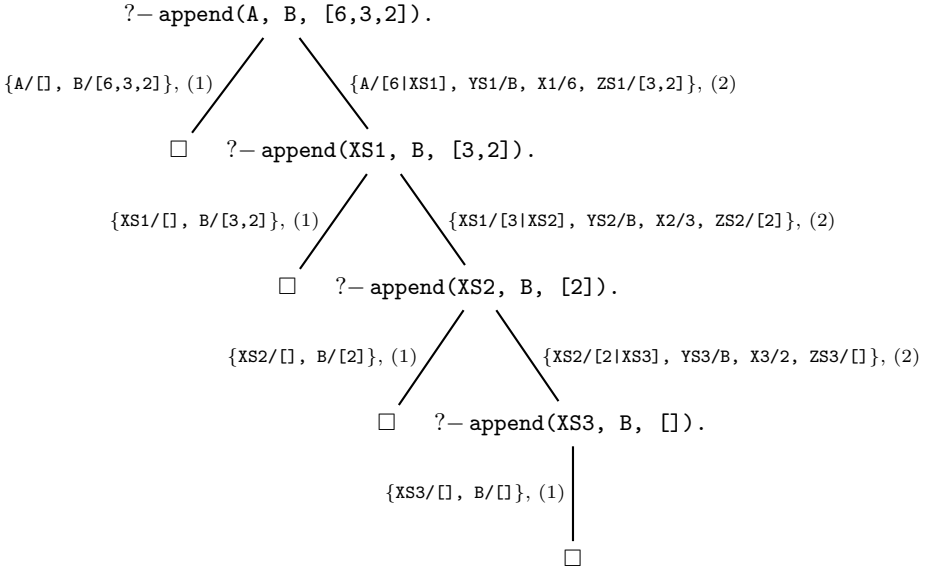 ?− append(A, B, [6,3,2]).
{A/[], B/[6,3,2]}, (1)
{A/[6|XS1], YS1/B, X1/6, ZS1/[3,2]}, (2)
□
?− append(XS1, B, [3,2]).
{XS1/[], B/[3,2]}, (1)
{XS1/[3|XS2], YS2/B, X2/3, ZS2/[2]}, (2)
□
?− append(XS2, B, [2]).
{XS2/[], B/[2]}, (1)
{XS2/[2|XS3], YS3/B, X3/2, ZS3/[]}, (2)
□
?− append(XS3, B, []).
{XS3/[], B/[]}, (1)
□